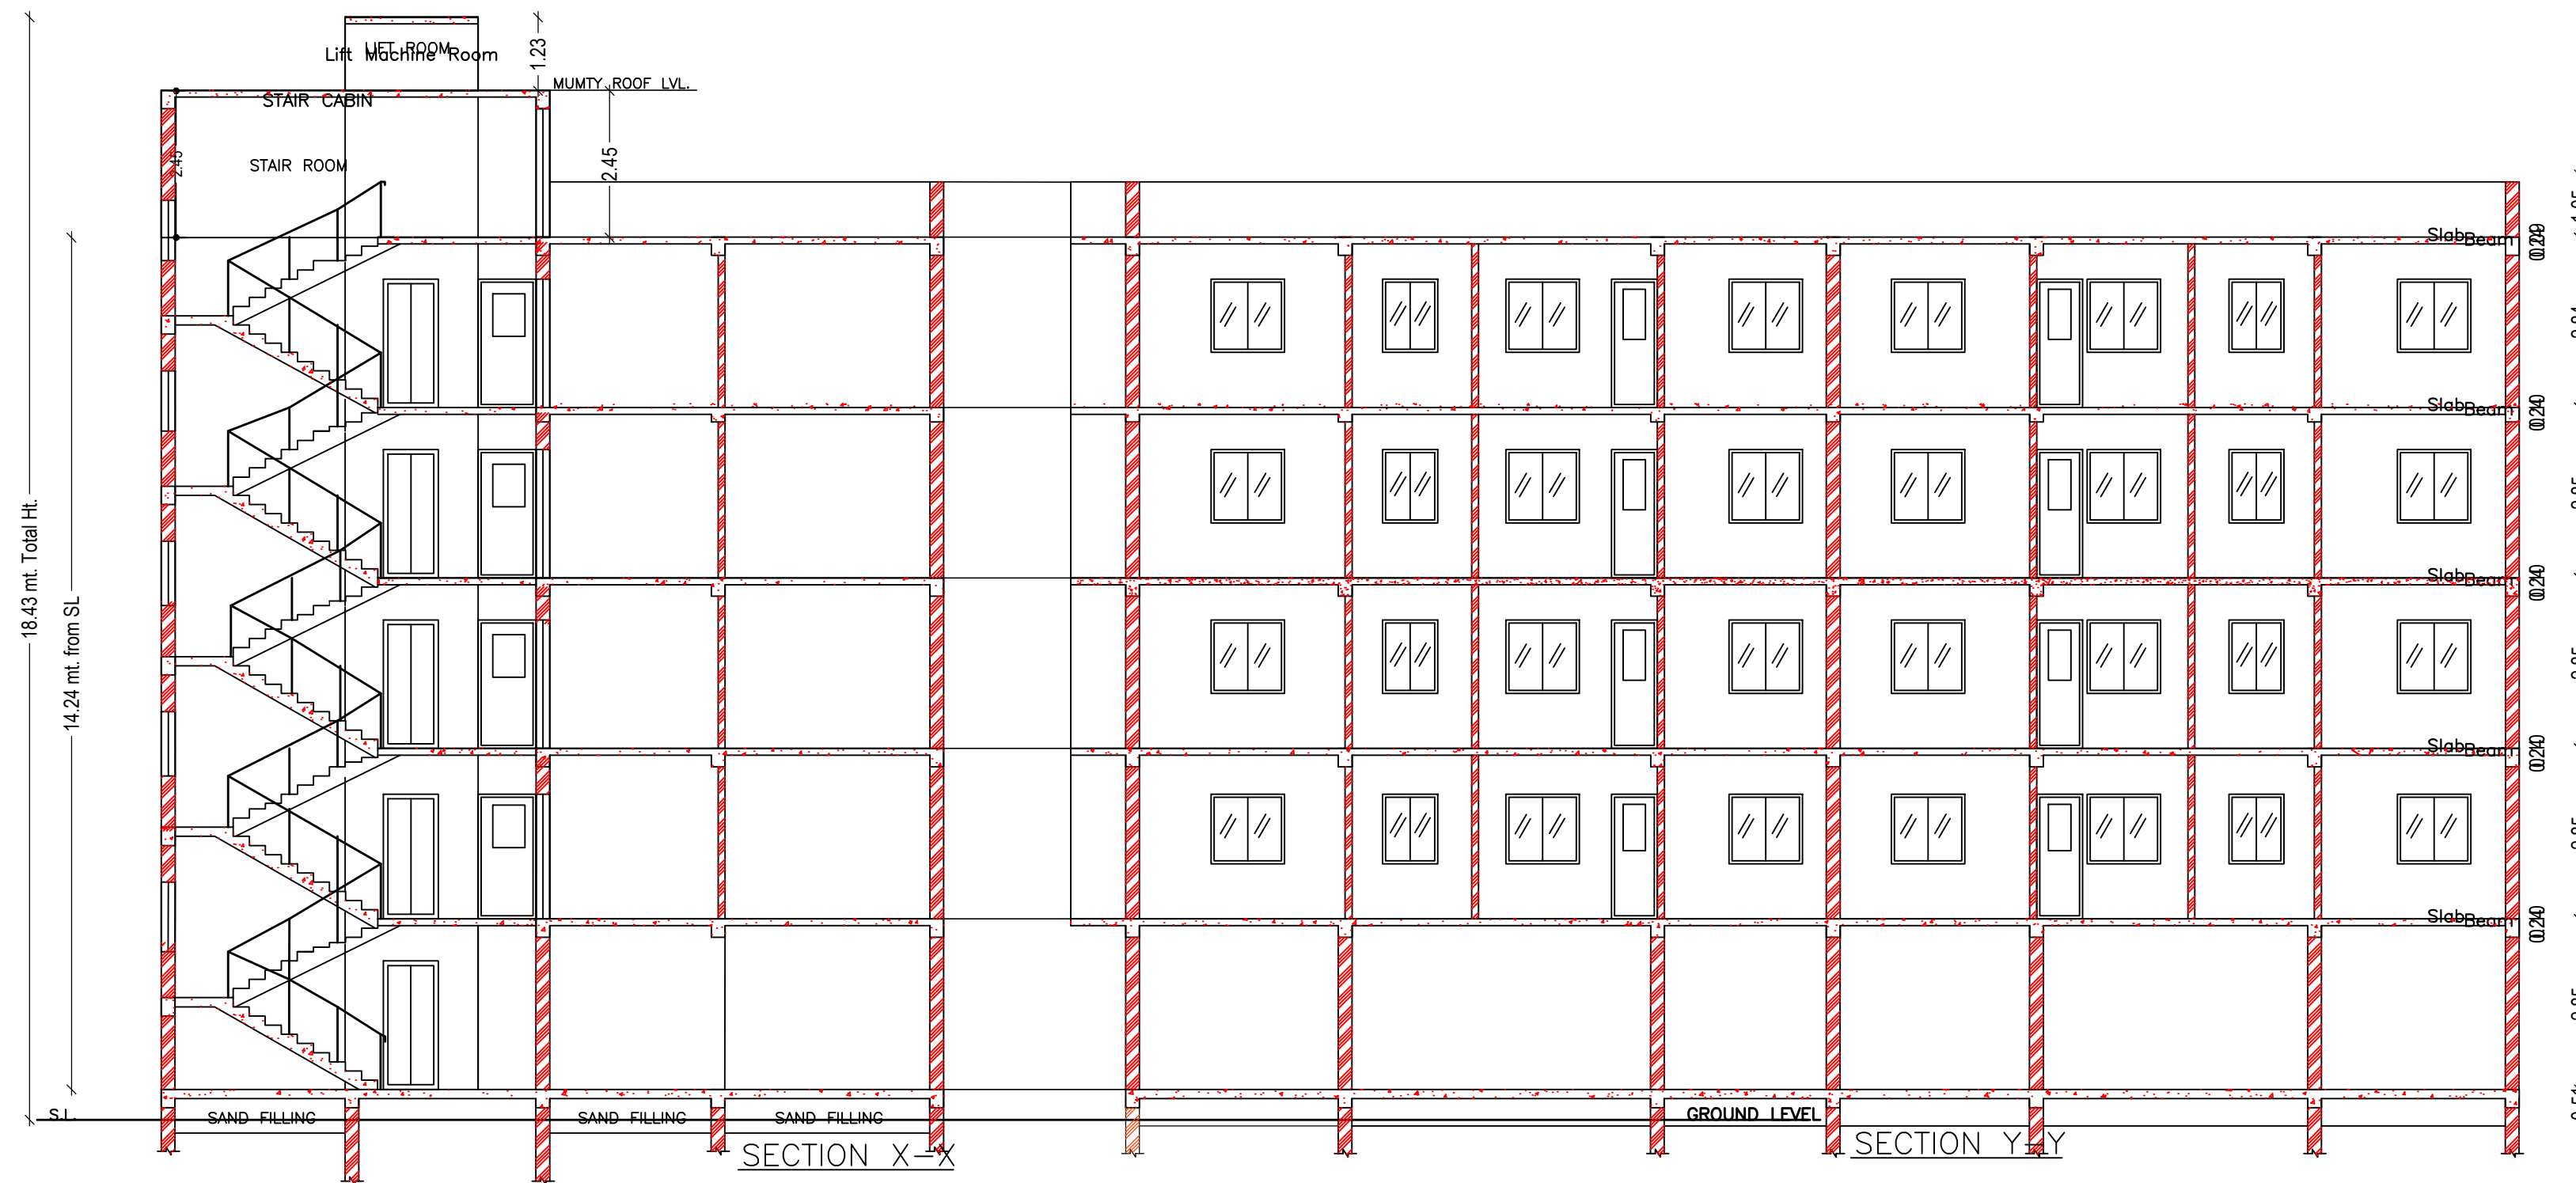 LIFT ROOM
Lift Machine Room
1.23
MUMTY ROOF LVL.
STAIR CABIN
2.45
STAIR ROOM
2.45
18.43 mt. Total Ht.
14.24 mt. from SL
Slab
Beam
Slab
Beam
Slab
Beam
Slab
Beam
Slab
Beam
S.L.
SAND FILLING
SAND FILLING
SAND FILLING
GROUND LEVEL
SECTION X-X
SECTION Y-Y